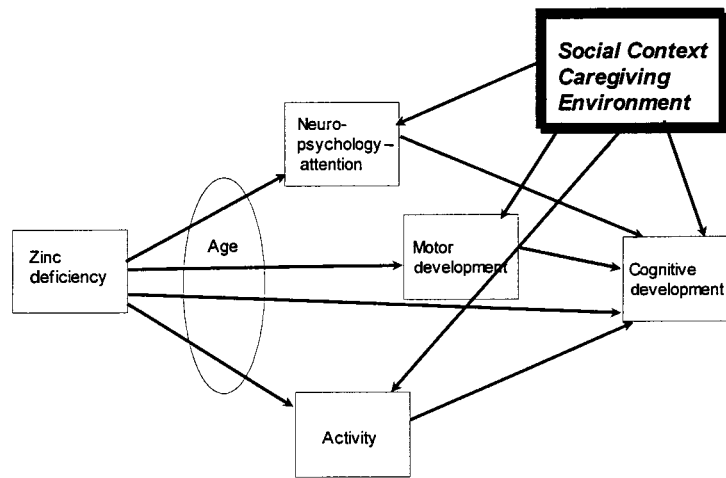 Social Context
Caregiving
Environment
Neuro-
psychology –
attention
Age
Zinc
deficiency
Motor
development
Cognitive
development
Activity